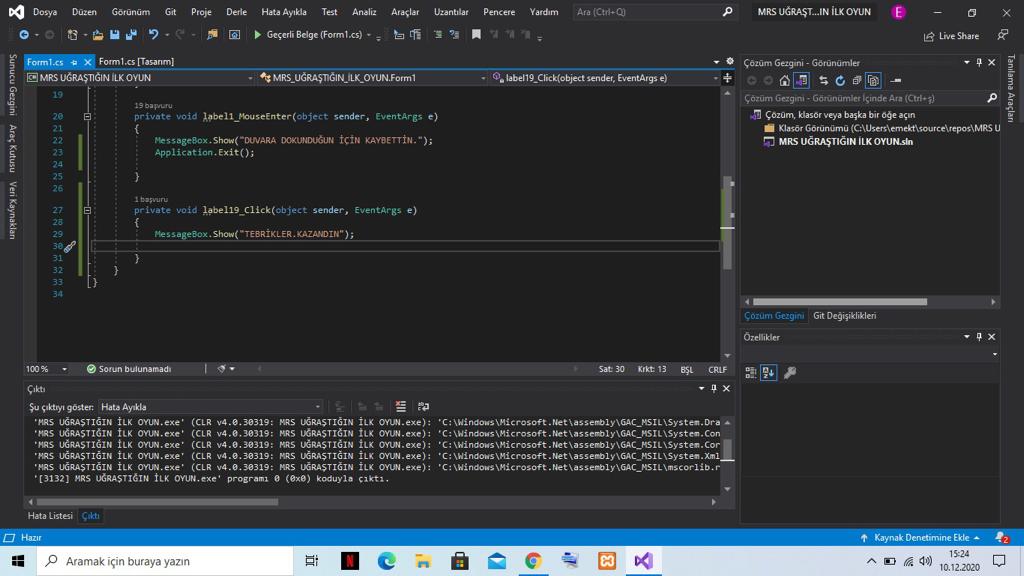 Dosya Düzen Görünüm Git Proje Derle Hata Ayıkla Test Analiz Araçlar Uzantılar Pencere Yardım Ara (Ctrl+Q) MRS UĞRAŞT...IN İLK OYUN E
Geçerli Belge (Form1.cs) Live Share
Sunucu Gezgini
Araç Kutusu
Veri Kaynakları
Form1.cs Form1.cs [Tasarım]
MRS UĞRAŞTIĞIN İLK OYUN MRS_UĞRAŞTIĞIN_İLK_OYUN.Form1 label19_Click(object sender, EventArgs e)
19
19 başvuru
20 private void label1_MouseEnter(object sender, EventArgs e)
21 {
22 MessageBox.Show("DUVARA DOKUNDUĞUN İÇİN KAYBETTİN.");
23 Application.Exit();
24
25 }
26
1 başvuru
27 private void label19_Click(object sender, EventArgs e)
28 {
29 MessageBox.Show("TEBRİKLER.KAZANDIN");
30
31 }
32 }
33 }
34
100 % Sorun bulunamadı Sat: 30 Krkt: 13 BŞL CRLF
Çıktı
Şu çıktıyı göster: Hata Ayıkla
'MRS UĞRAŞTIĞIN İLK OYUN.exe' (CLR v4.0.30319: MRS UĞRAŞTIĞIN İLK OYUN.exe): 'C:\Windows\Microsoft.Net\assembly\GAC_MSIL\System.Dra
'MRS UĞRAŞTIĞIN İLK OYUN.exe' (CLR v4.0.30319: MRS UĞRAŞTIĞIN İLK OYUN.exe): 'C:\Windows\Microsoft.Net\assembly\GAC_MSIL\System.Con
'MRS UĞRAŞTIĞIN İLK OYUN.exe' (CLR v4.0.30319: MRS UĞRAŞTIĞIN İLK OYUN.exe): 'C:\Windows\Microsoft.Net\assembly\GAC_MSIL\System.Cor
'MRS UĞRAŞTIĞIN İLK OYUN.exe' (CLR v4.0.30319: MRS UĞRAŞTIĞIN İLK OYUN.exe): 'C:\Windows\Microsoft.Net\assembly\GAC_MSIL\System.Xml
'MRS UĞRAŞTIĞIN İLK OYUN.exe' (CLR v4.0.30319: MRS UĞRAŞTIĞIN İLK OYUN.exe): 'C:\Windows\Microsoft.Net\assembly\GAC_MSIL\mscorlib.r
'[3132] MRS UĞRAŞTIĞIN İLK OYUN.exe' programı 0 (0x0) koduyla çıktı.
Hata Listesi Çıktı
Çözüm Gezgini - Görünümler
Çözüm Gezgini - Görünümler İçinde Ara (Ctrl+ş)
Çözüm, klasör veya başka bir öğe açın
Klasör Görünümü (C:\Users\emekt\source\repos\MRS U
MRS UĞRAŞTIĞIN İLK OYUN.sln
Çözüm Gezgini Git Değişiklikleri
Özellikler
Tanılama Araçları
Hazır Kaynak Denetimine Ekle 2
Aramak için buraya yazın
15:24
10.12.2020